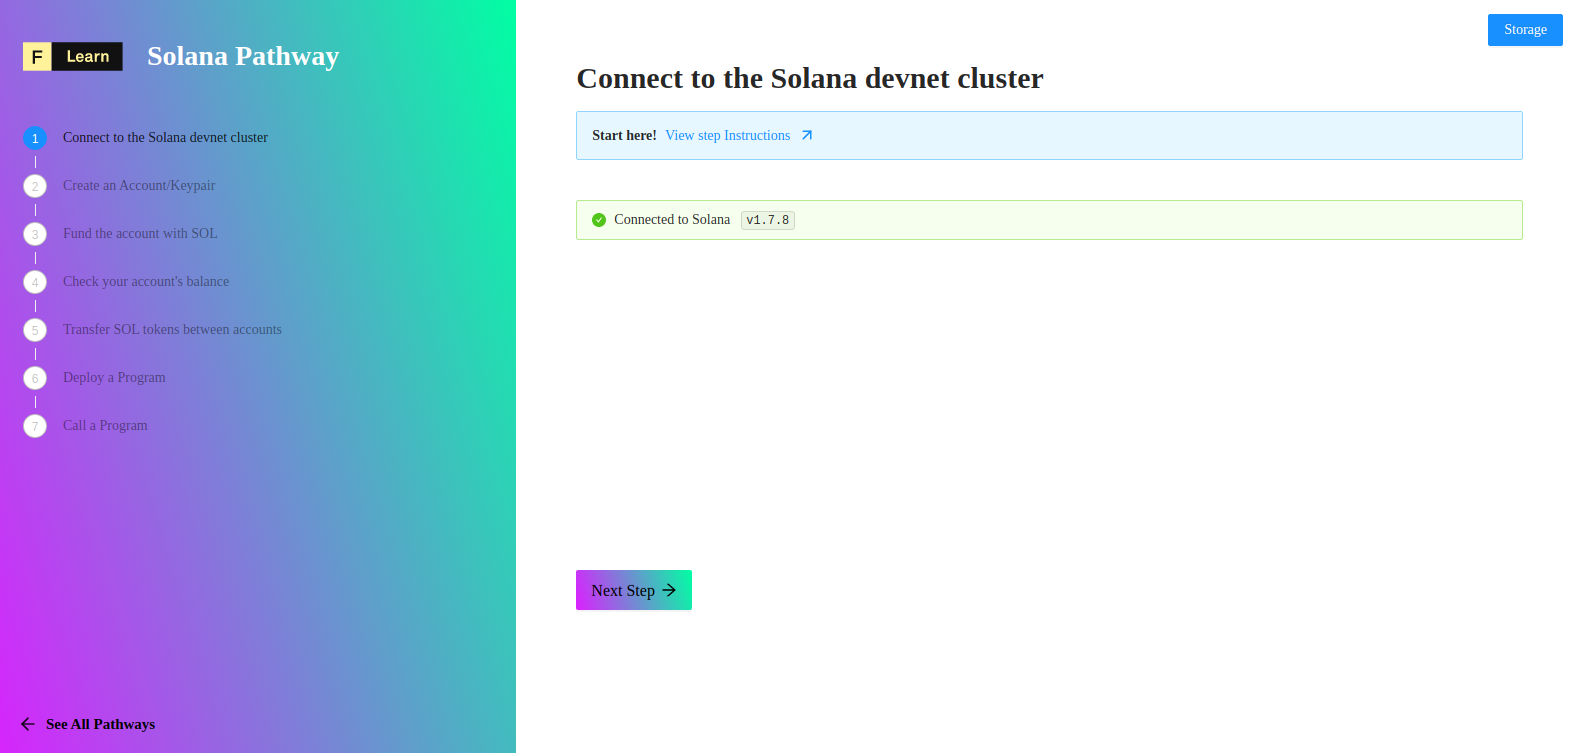 F Learn
Solana Pathway
1 Connect to the Solana devnet cluster
2 Create an Account/Keypair
3 Fund the account with SOL
4 Check your account's balance
5 Transfer SOL tokens between accounts
6 Deploy a Program
7 Call a Program
See All Pathways
Storage
Connect to the Solana devnet cluster
Start here! View step Instructions
Connected to Solana v1.7.8
Next Step